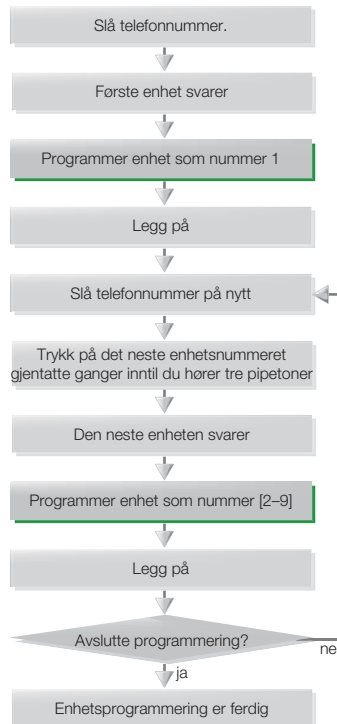 Slå telefonnummer.
Første enhet svarer
Programmer enhet som nummer 1
Legg på
Slå telefonnummer på nytt
Trykk på det neste enhetsnummeret
gjentatte ganger inntil du hører tre pipetoner
Den neste enheten svarer
Programmer enhet som nummer [2–9]
Legg på
Avslutte programmering?
ne
ja
Enhetsprogrammering er ferdig